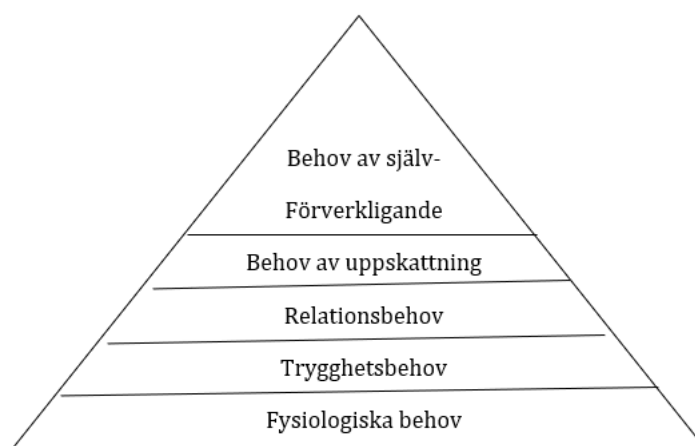 Behov av själv-
Förverkligande
Behov av uppskattning
Relationsbehov
Trygghetsbehov
Fysiologiska behov